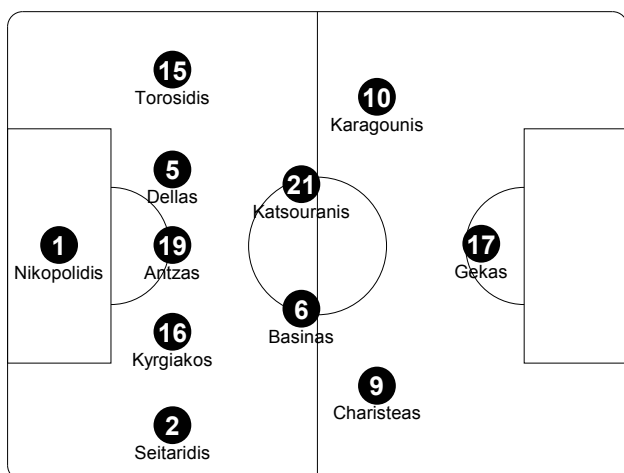 15
Torosidis
10
Karagounis
5
Dellas
21
Katsouranis
1
Nikopolidis
19
Antzas
17
Gekas
6
Basinas
16
Kyrgiakos
9
Charisteas
2
Seitaridis